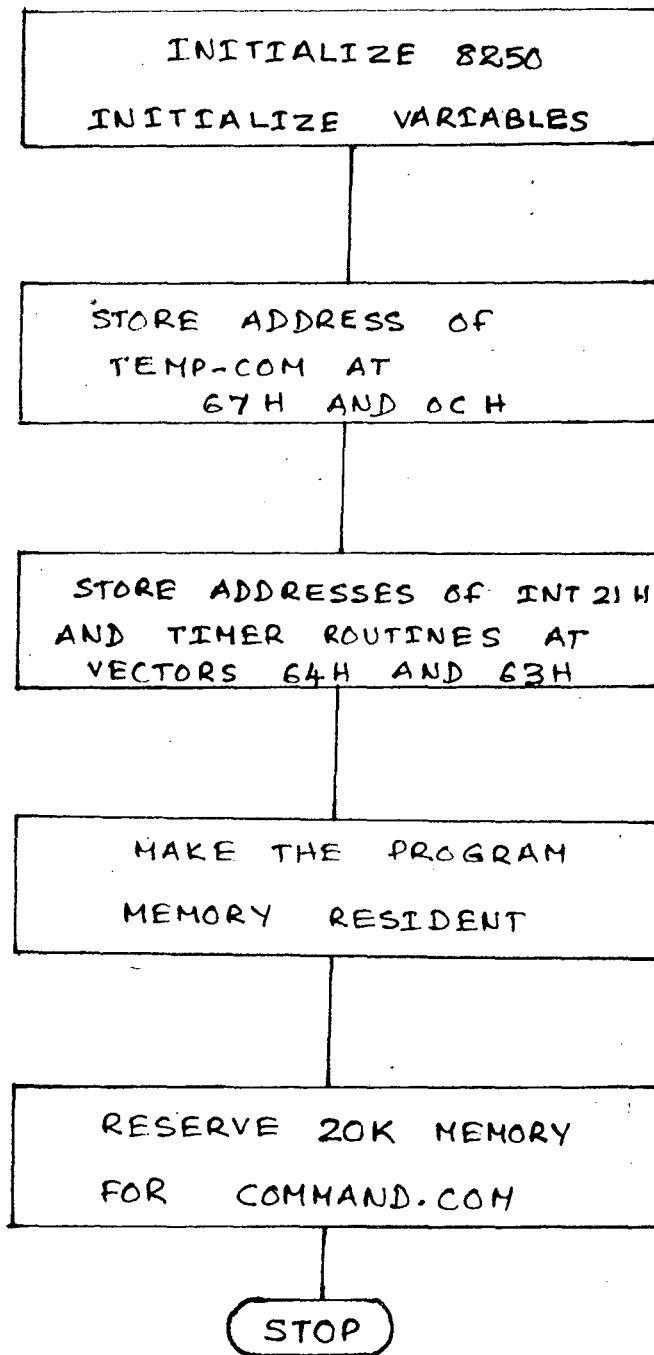 INITIALIZE 8250
INITIALIZE VARIABLES
STORE ADDRESS OF
TEMP-COM AT
67H AND 0CH
STORE ADDRESSES OF INT 21H
AND TIMER ROUTINES AT
VECTORS 64H AND 63H
MAKE THE PROGRAM
MEMORY RESIDENT
RESERVE 20K MEMORY
FOR COMMAND.COM
STOP